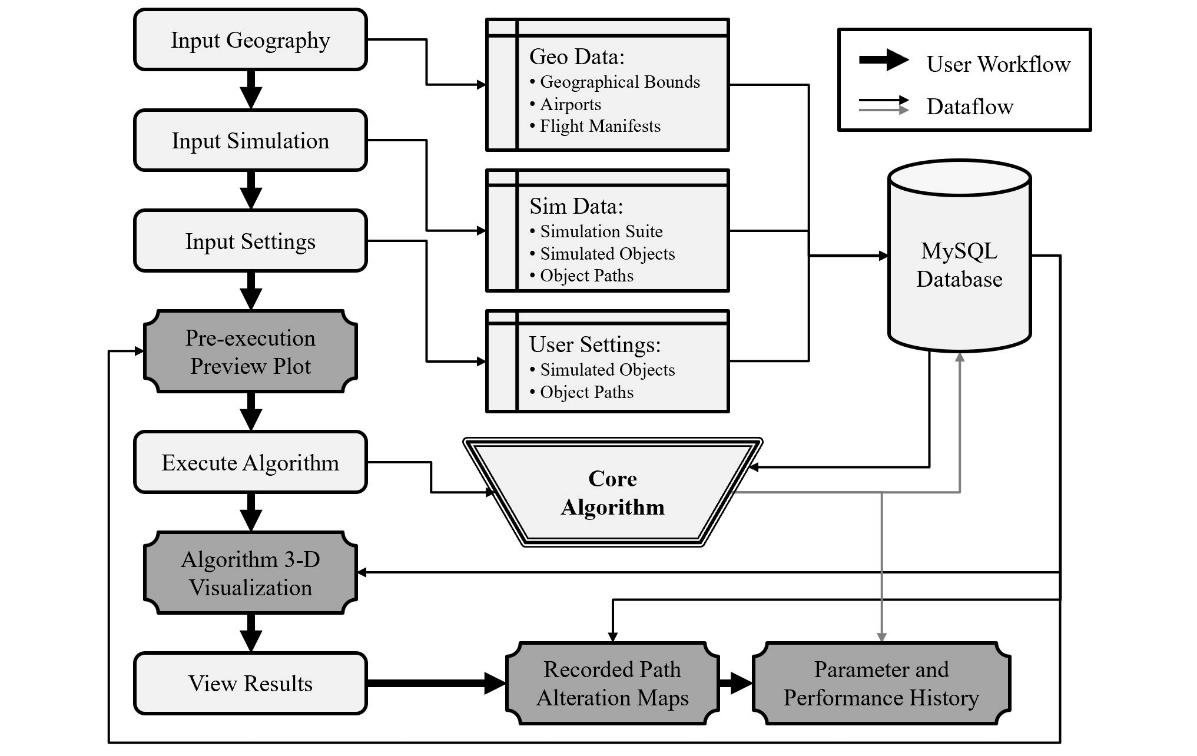 Input Geography
Input Simulation
Input Settings
Pre-execution
Preview Plot
Execute Algorithm
Algorithm 3-D
Visualization
View Results
Geo Data:
• Geographical Bounds
• Airports
• Flight Manifests
Sim Data:
• Simulation Suite
• Simulated Objects
• Object Paths
User Settings:
• Simulated Objects
• Object Paths
Core
Algorithm
Recorded Path
Alteration Maps
Parameter and
Performance History
User Workflow
Dataflow
MySQL
Database